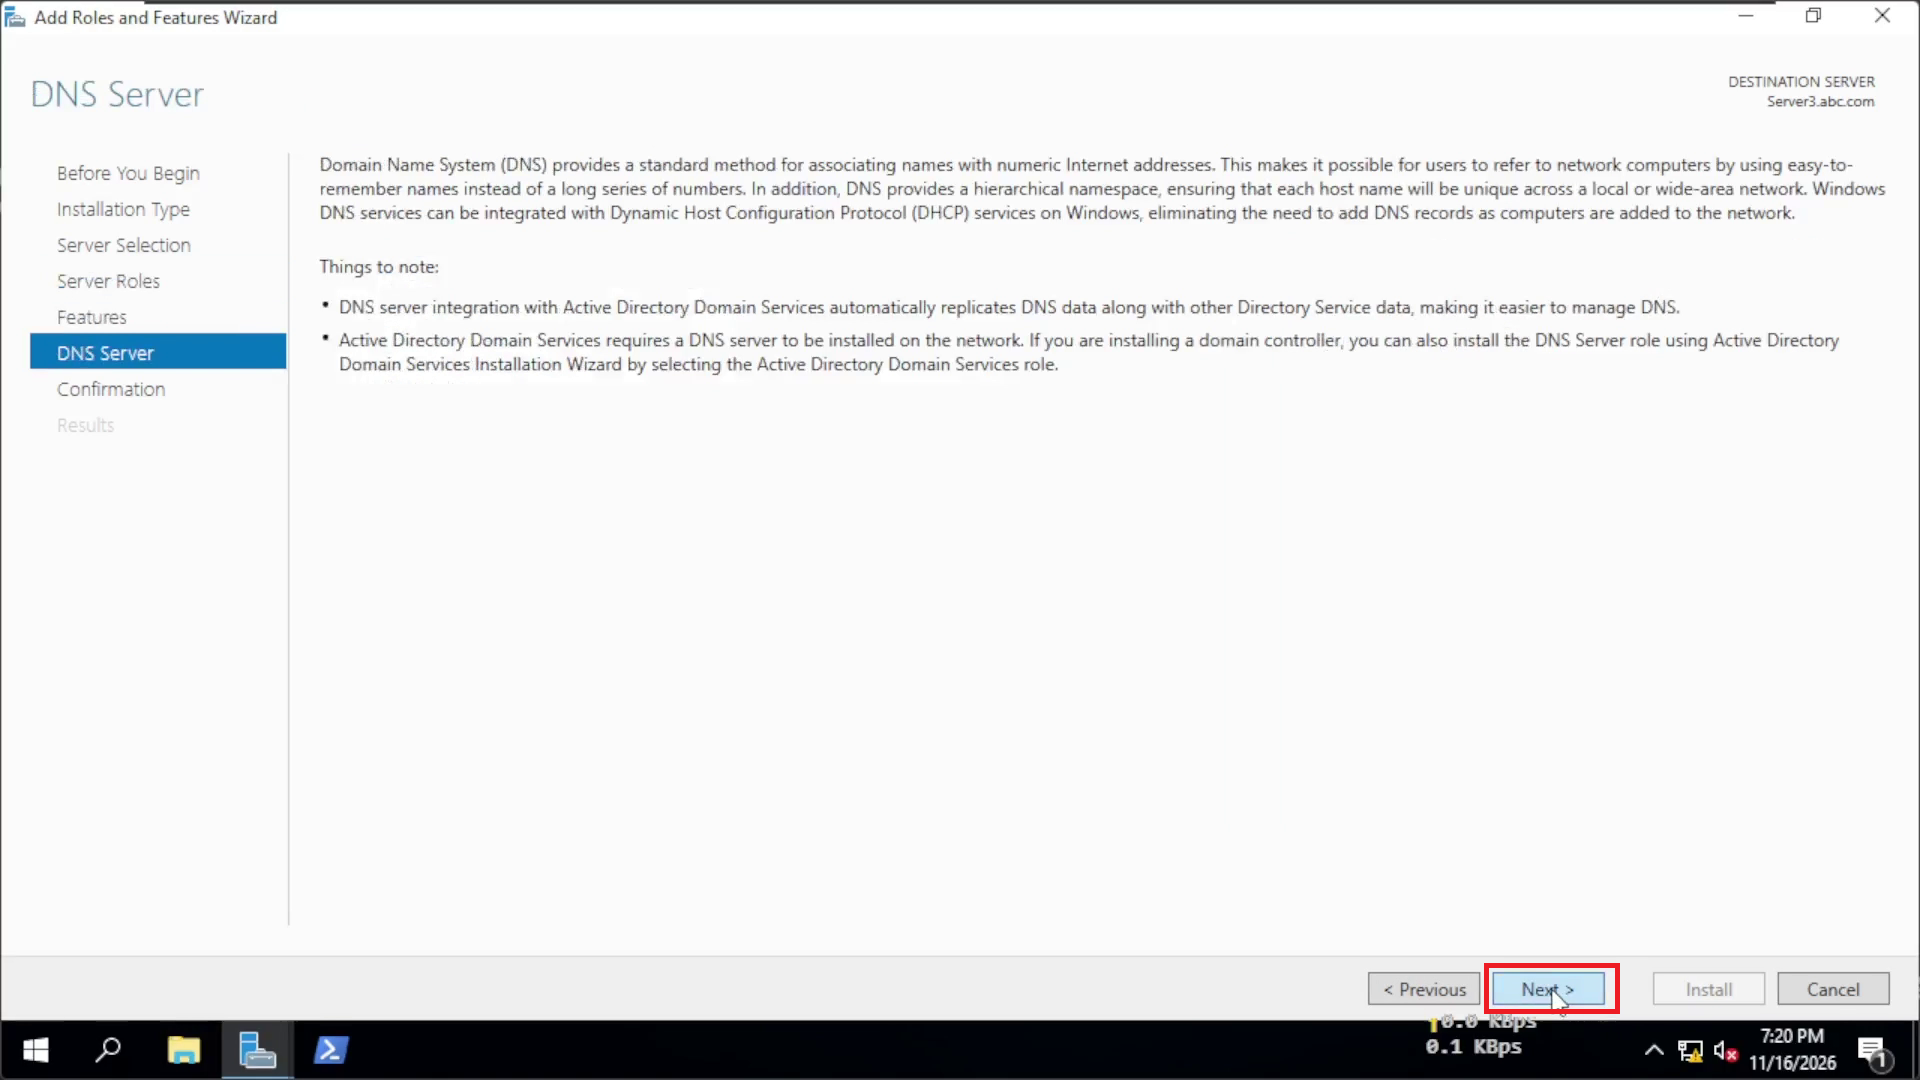 Add Roles and Features Wizard
DNS Server
DESTINATION SERVER
Server3.abc.com
Before You Begin
Installation Type
Server Selection
Server Roles
Features
DNS Server
Confirmation
Results
Domain Name System (DNS) provides a standard method for associating names with numeric Internet addresses. This makes it possible for users to refer to network computers by using easy-to-
remember names instead of a long series of numbers. In addition, DNS provides a hierarchical namespace, ensuring that each host name will be unique across a local or wide-area network. Windows
DNS services can be integrated with Dynamic Host Configuration Protocol (DHCP) services on Windows, eliminating the need to add DNS records as computers are added to the network.
Things to note:
• DNS server integration with Active Directory Domain Services automatically replicates DNS data along with other Directory Service data, making it easier to manage DNS.
• Active Directory Domain Services requires a DNS server to be installed on the network. If you are installing a domain controller, you can also install the DNS Server role using Active Directory
Domain Services Installation Wizard by selecting the Active Directory Domain Services role.
< Previous
Next >
Install
Cancel
0.0 KBps
0.1 KBps
7:20 PM
11/16/2026
1